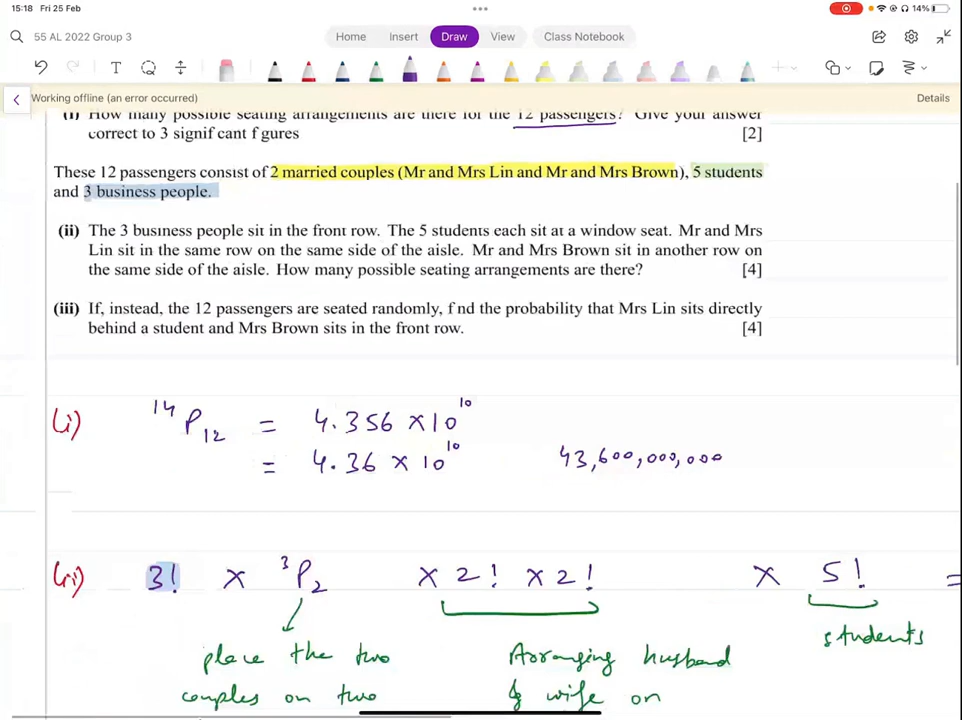 15:18 Fri 25 Feb
14%
55 AL 2022 Group 3
Home Insert Draw View Class Notebook
Working offline (an error occurred)
Details
(i) How many possible seating arrangements are there for the 12 passengers? Give your answer
correct to 3 signif cant f gures [2]
These 12 passengers consist of 2 married couples (Mr and Mrs Lin and Mr and Mrs Brown), 5 students
and 3 business people.
(ii) The 3 business people sit in the front row. The 5 students each sit at a window seat. Mr and Mrs
Lin sit in the same row on the same side of the aisle. Mr and Mrs Brown sit in another row on
the same side of the aisle. How many possible seating arrangements are there? [4]
(iii) If, instead, the 12 passengers are seated randomly, f nd the probability that Mrs Lin sits directly
behind a student and Mrs Brown sits in the front row. [4]
(i) ¹⁴P₁₂ = 4.356 × 10¹⁰
= 4.36 × 10¹⁰ 43,600,000,000
(ii) 3! × ³P₂ × 2! × 2! × 5! =
students
place the two Arranging husband
couples on two & wife on